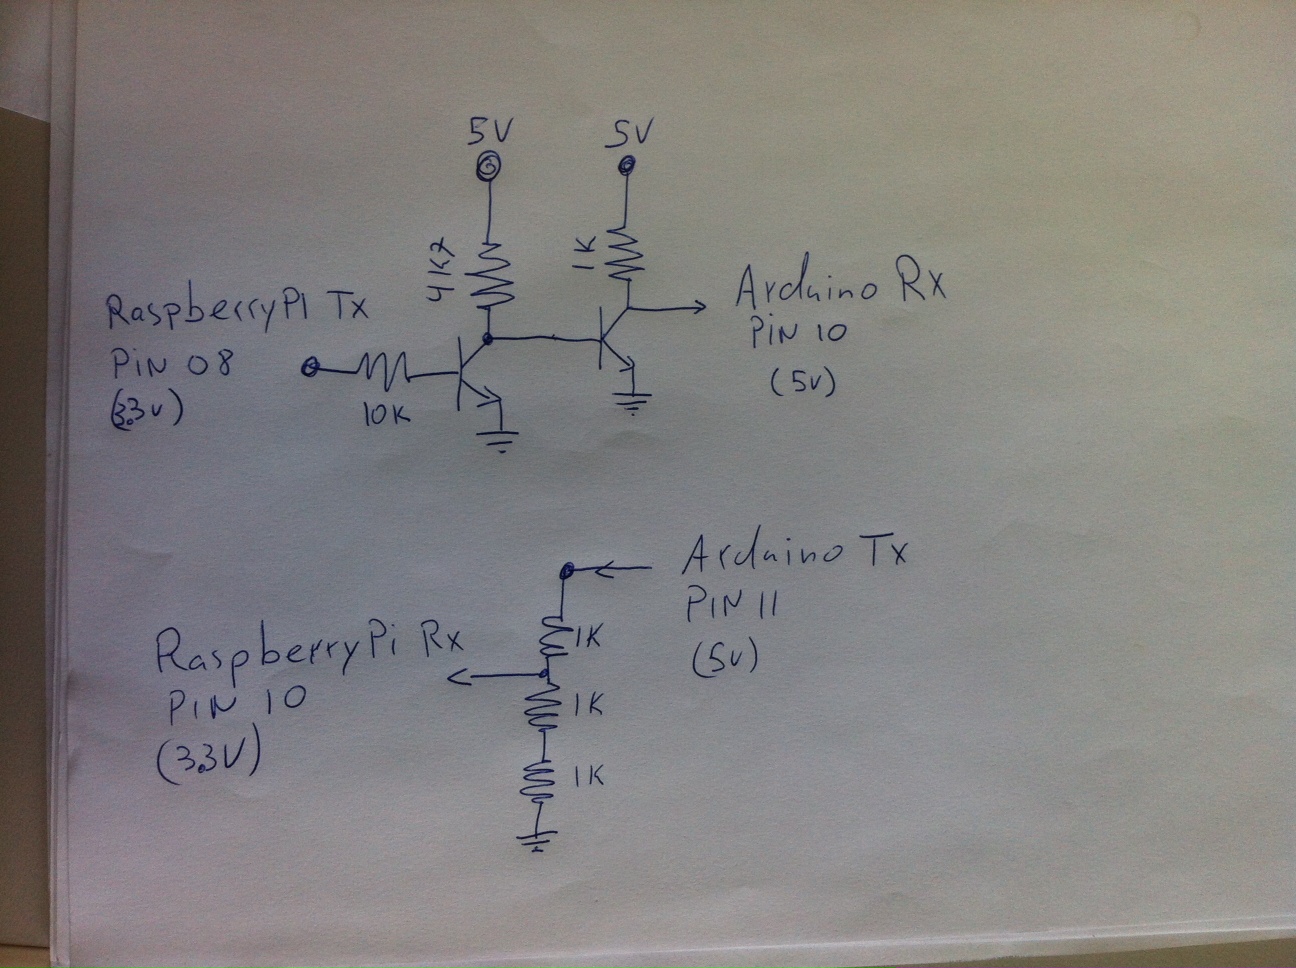 5V
5V
4K7
1K
RaspberryPi Tx
PiN 08
(3.3v)
10K
Arduino Rx
PiN 10
(5v)
Arduino Tx
PIN 11
(5v)
RaspberryPi Rx
PIN 10
(3.3V)
1K
1K
1K